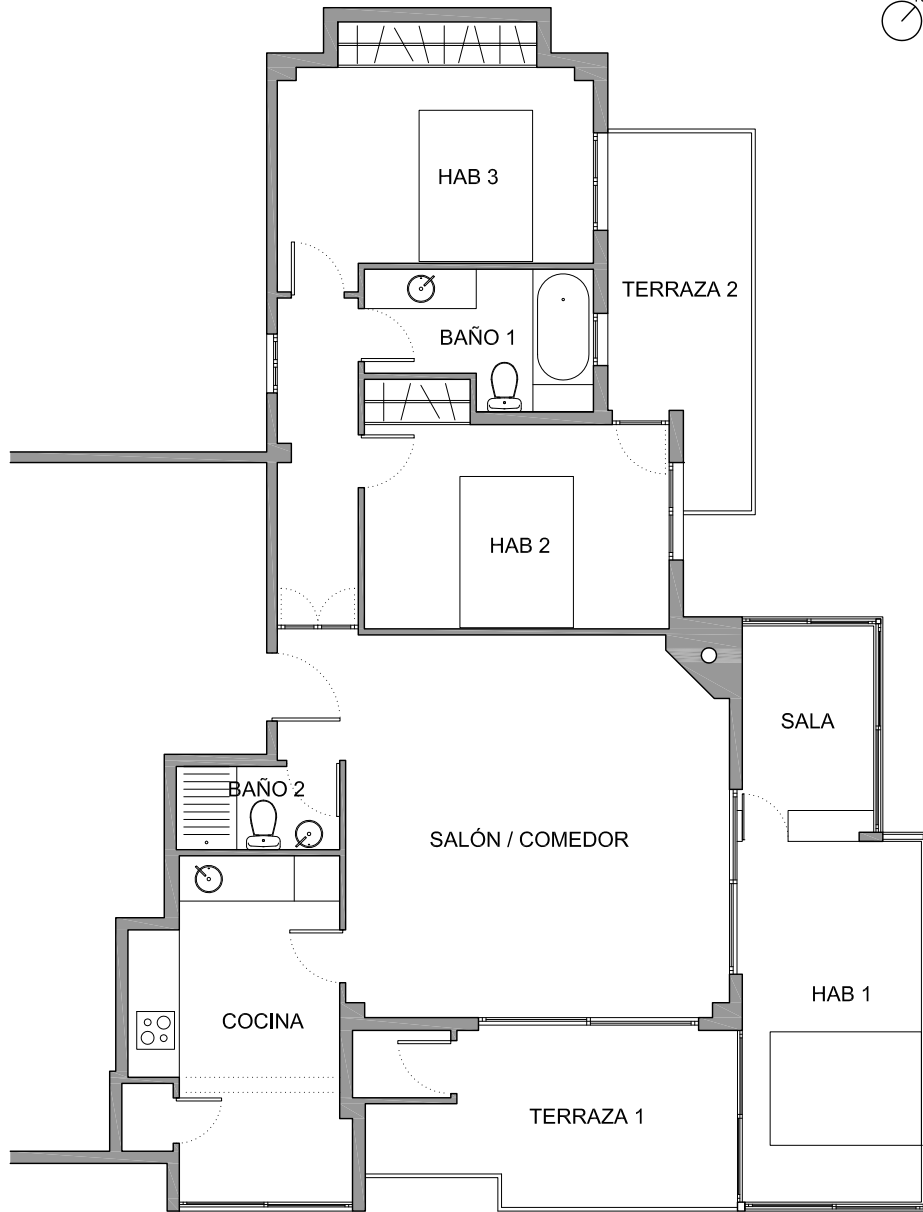 HAB 3
TERRAZA 2
BAÑO 1
HAB 2
SALA
BAÑO 2
SALÓN / COMEDOR
HAB 1
COCINA
TERRAZA 1